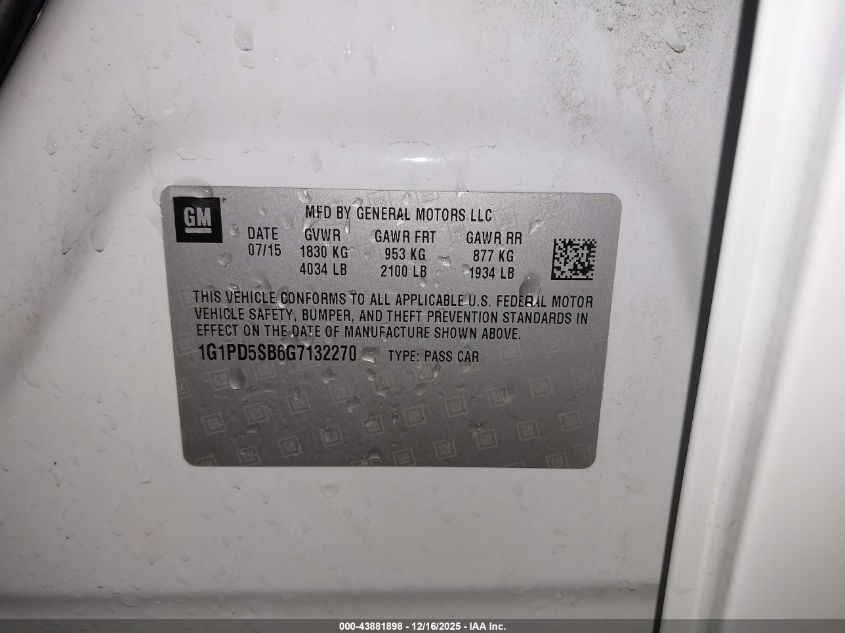 GM
MFD BY GENERAL MOTORS LLC
DATE GVWR GAWR FRT GAWR RR
07/15 1830 KG 953 KG 877 KG
4034 LB 2100 LB 1934 LB
THIS VEHICLE CONFORMS TO ALL APPLICABLE U.S. FEDERAL MOTOR
VEHICLE SAFETY, BUMPER, AND THEFT PREVENTION STANDARDS IN
EFFECT ON THE DATE OF MANUFACTURE SHOWN ABOVE.
1G1PD5SB6G7132270 TYPE: PASS CAR
000-43881898 - 12/16/2025 - IAA Inc.